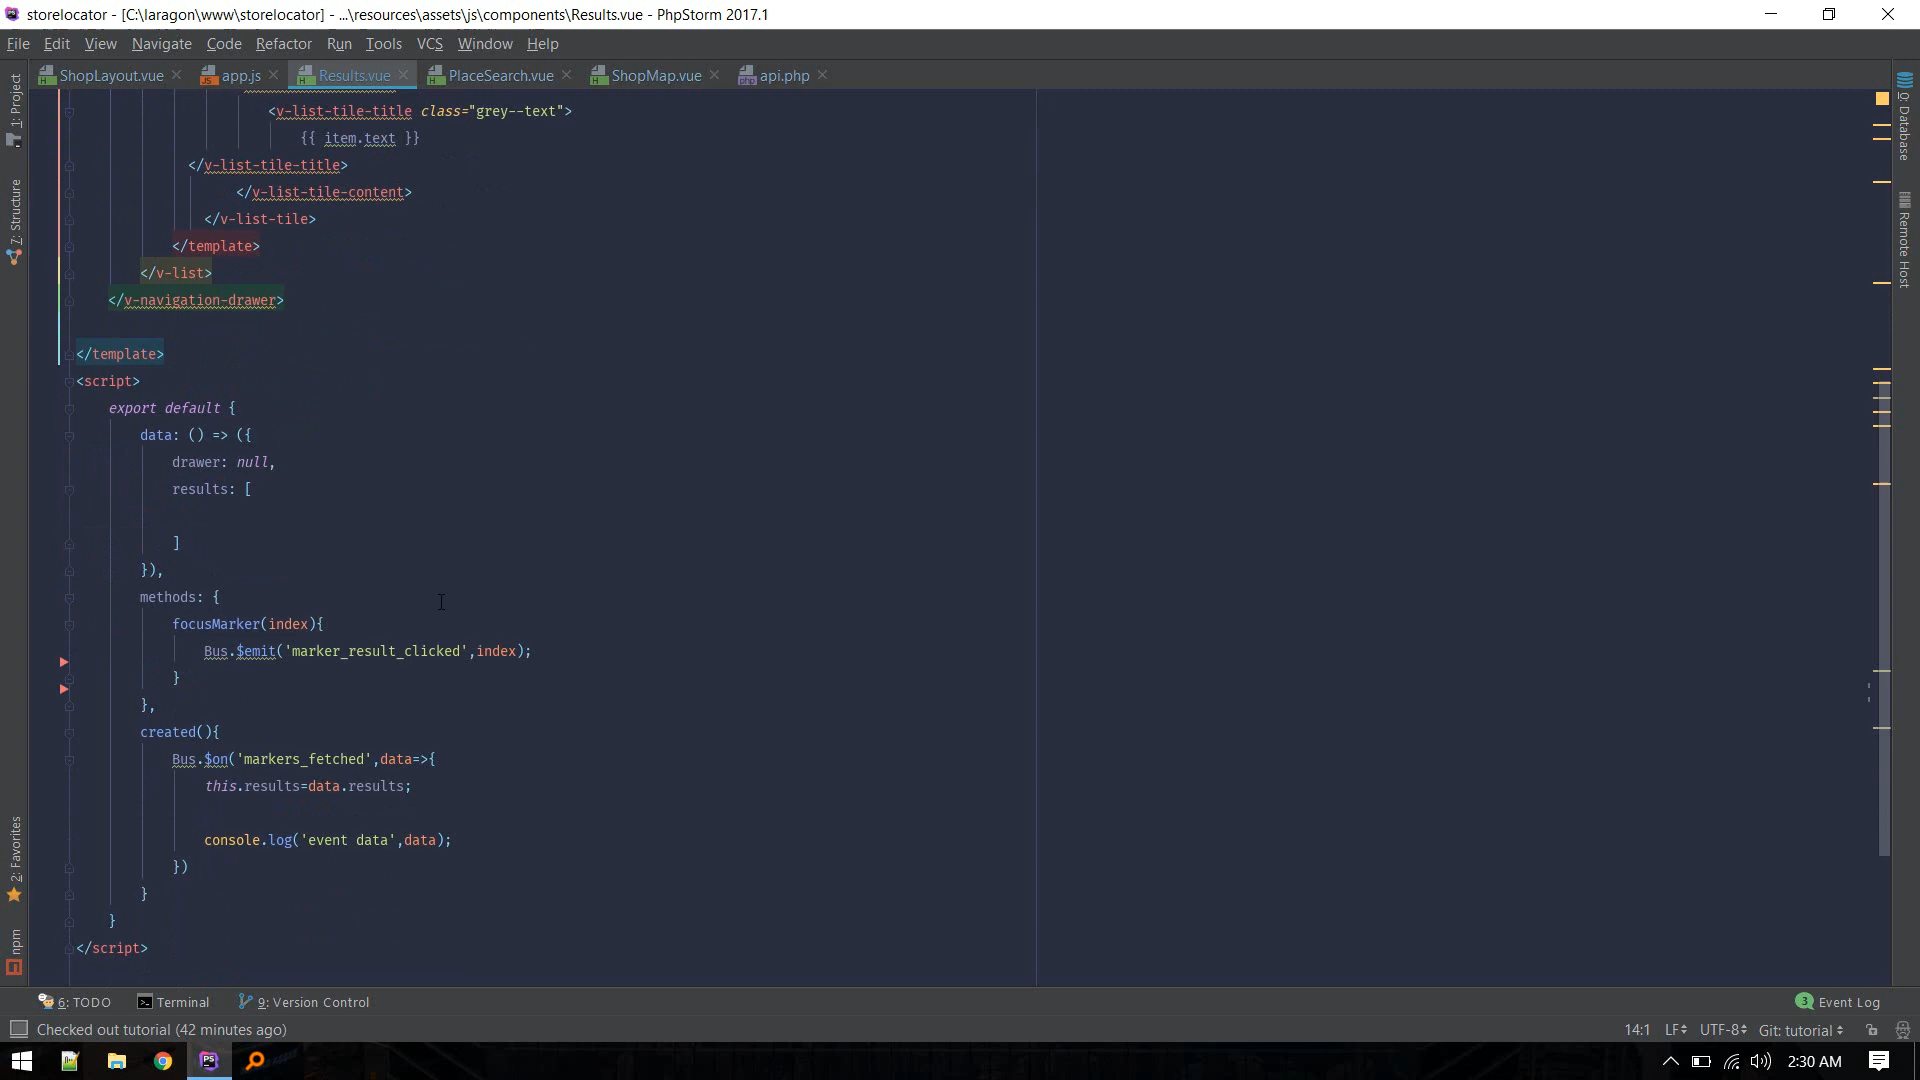 storelocator - [C:\laragon\www\storelocator] - ...\resources\assets\js\components\Results.vue - PhpStorm 2017.1
File Edit View Navigate Code Refactor Run Tools VCS Window Help
ShopLayout.vue app.js Results.vue PlaceSearch.vue ShopMap.vue api.php
1: Project
7: Structure
2: Favorites
npm
0: Database
Remote Host
<v-list-tile-title class="grey--text">
{{ item.text }}
</v-list-tile-title>
</v-list-tile-content>
</v-list-tile>
</template>
</v-list>
</v-navigation-drawer>
</template>
<script>
export default {
data: () => ({
drawer: null,
results: [
]
}),
methods: {
focusMarker(index){
Bus.$emit('marker_result_clicked',index);
}
},
created(){
Bus.$on('markers_fetched',data=>{
this.results=data.results;
console.log('event data',data);
})
}
}
</script>
6: TODO Terminal 9: Version Control 3 Event Log
Checked out tutorial (42 minutes ago) 14:1 LF UTF-8 Git: tutorial
PS 2:30 AM